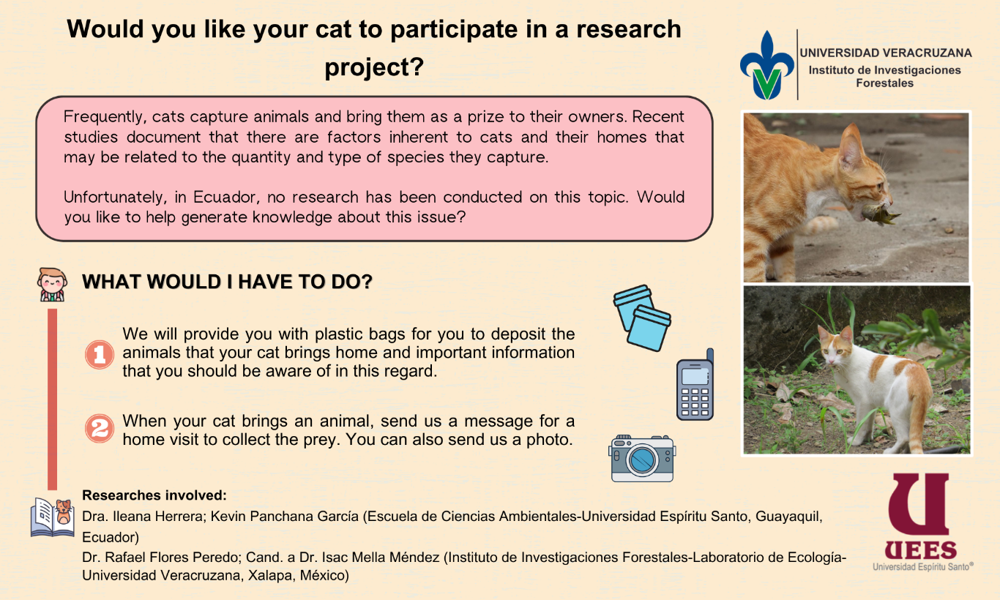 Would you like your cat to participate in a research
project?
UNIVERSIDAD VERACRUZANA
Instituto de Investigaciones
Forestales
Frequently, cats capture animals and bring them as a prize to their owners. Recent
studies document that there are factors inherent to cats and their homes that
may be related to the quantity and type of species they capture.
Unfortunately, in Ecuador, no research has been conducted on this topic. Would
you like to help generate knowledge about this issue?
WHAT WOULD I HAVE TO DO?
1
We will provide you with plastic bags for you to deposit the
animals that your cat brings home and important information
that you should be aware of in this regard.
2
When your cat brings an animal, send us a message for a
home visit to collect the prey. You can also send us a photo.
Researches involved:
Dra. Ileana Herrera; Kevin Panchana García (Escuela de Ciencias Ambientales-Universidad Espíritu Santo, Guayaquil,
Ecuador)
Dr. Rafael Flores Peredo; Cand. a Dr. Isac Mella Méndez (Instituto de Investigaciones Forestales-Laboratorio de Ecología-
Universidad Veracruzana, Xalapa, México)
U
UEES
Universidad Espíritu Santo®